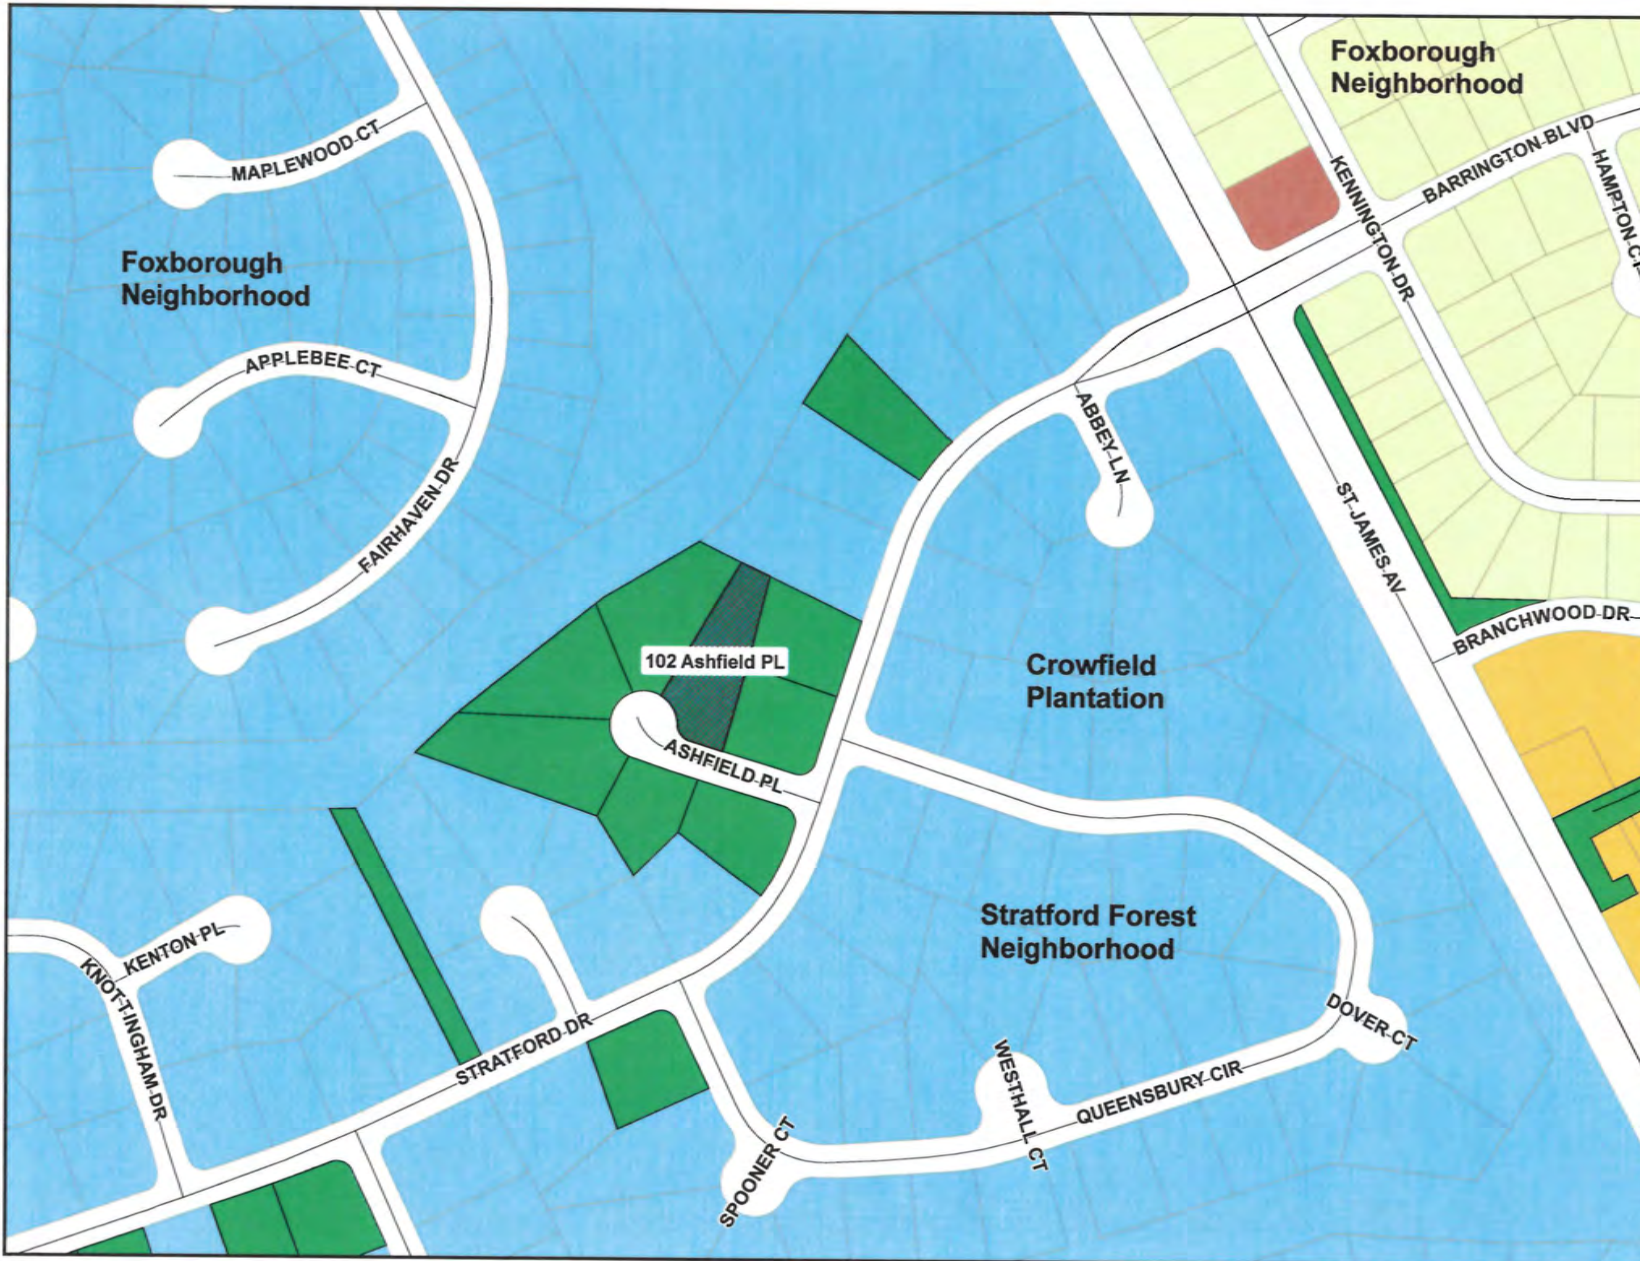 Foxborough
Neighborhood
MAPLEWOOD CT
BARRINGTON BLVD
KENNINGTON DR
Foxborough
Neighborhood
APPLEBEE CT
ABBEY LN
FAIRHAVEN DR
ST JAMES AV
BRANCHWOOD DR
102 Ashfield PL
Crowfield
Plantation
ASHFIELD PL
Stratford Forest
Neighborhood
KENTON PL
KNOTTINGHAM DR
STRATFORD DR
DOVER CT
WESTHALL CT
QUEENSBURY CIR
SPOONER CT
HAMPTON